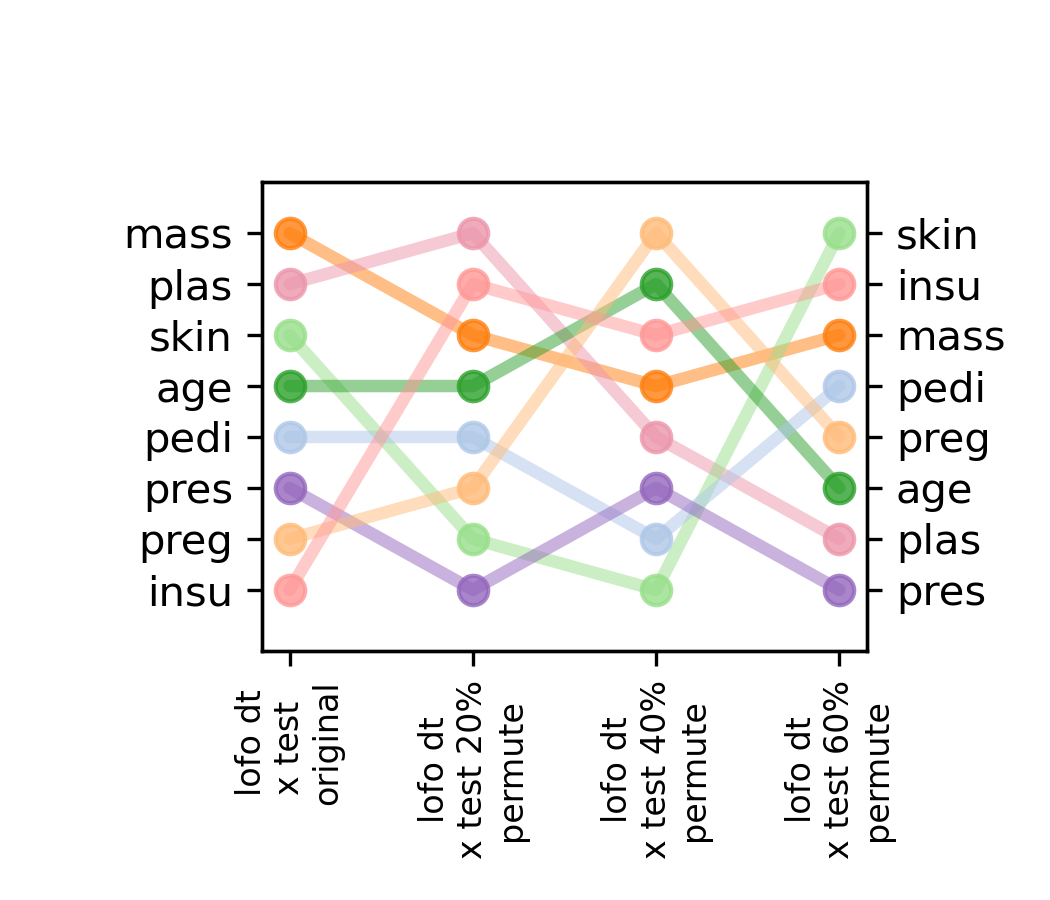 mass
plas
skin
age
pedi
pres
preg
insu
skin
insu
mass
pedi
preg
age
plas
pres
lofo dt
x test
original
lofo dt
x test 20%
permute
lofo dt
x test 40%
permute
lofo dt
x test 60%
permute